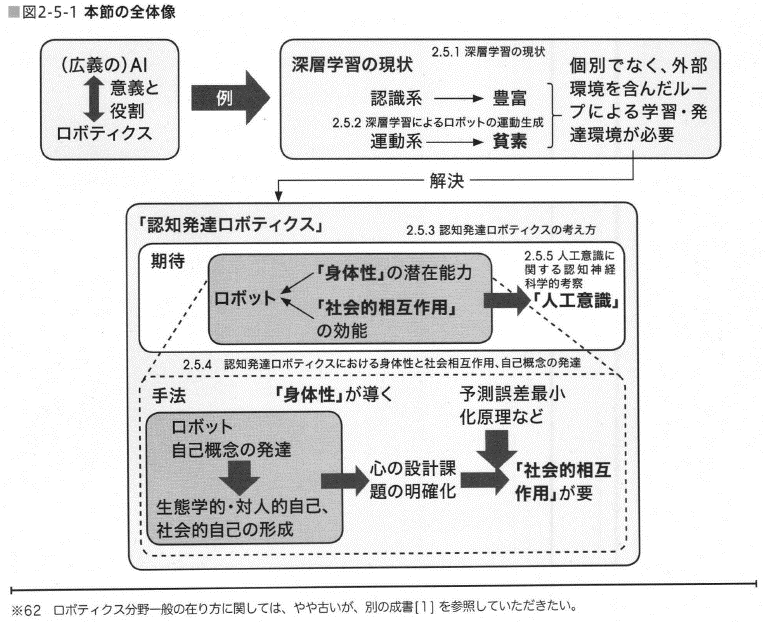 ■図2-5-1 本節の全体像
（広義の）AI
意義と
役割
ロボティクス
例
深層学習の現状
2.5.1 深層学習の現状
認識系
豊富
2.5.2 深層学習によるロボットの運動生成
運動系
貧素
個別でなく、外部
環境を含んだルー
プによる学習・発
達環境が必要
解決
「認知発達ロボティクス」
2.5.3 認知発達ロボティクスの考え方
期待
ロボット
「身体性」の潜在能力
「社会的相互作用」
の効能
2.5.5 人工意識に
関する認知神経
科学的考察
「人工意識」
2.5.4 認知発達ロボティクスにおける身体性と社会相互作用、自己概念の発達
手法
「身体性」が導く
ロボット
自己概念の発達
生態学的・対人的自己、
社会的自己の形成
心の設計課
題の明確化
予測誤差最小
化原理など
「社会的相互
作用」が要
※62 ロボティクス分野一般の在り方に関しては、やや古いが、別の成書[1]を参照していただきたい。